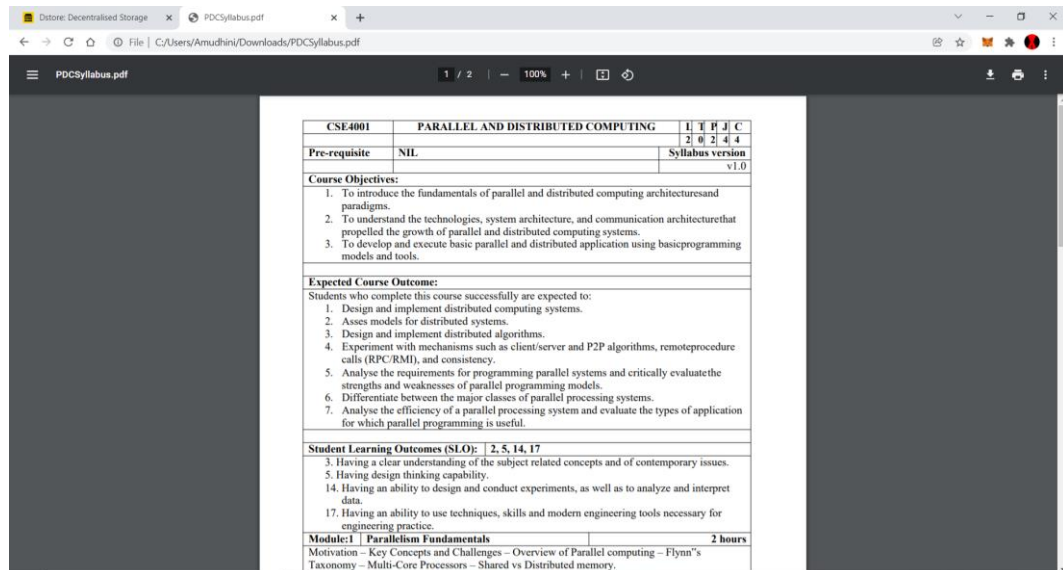 Dstore: Decentralised Storage
PDCSyllabus.pdf
File | C:/Users/Amudhini/Downloads/PDCSyllabus.pdf
PDCSyllabus.pdf
1 / 2 | − 100% +
CSE4001 PARALLEL AND DISTRIBUTED COMPUTING L T P J C
2 0 2 4 4
Pre-requisite NIL Syllabus version
v1.0
Course Objectives:
1. To introduce the fundamentals of parallel and distributed computing architecturesand
paradigms.
2. To understand the technologies, system architecture, and communication architecturethat
propelled the growth of parallel and distributed computing systems.
3. To develop and execute basic parallel and distributed application using basicprogramming
models and tools.
Expected Course Outcome:
Students who complete this course successfully are expected to:
1. Design and implement distributed computing systems.
2. Asses models for distributed systems.
3. Design and implement distributed algorithms.
4. Experiment with mechanisms such as client/server and P2P algorithms, remoteprocedure
calls (RPC/RMI), and consistency.
5. Analyse the requirements for programming parallel systems and critically evaluatethe
strengths and weaknesses of parallel programming models.
6. Differentiate between the major classes of parallel processing systems.
7. Analyse the efficiency of a parallel processing system and evaluate the types of application
for which parallel programming is useful.
Student Learning Outcomes (SLO): 2, 5, 14, 17
3. Having a clear understanding of the subject related concepts and of contemporary issues.
5. Having design thinking capability.
14. Having an ability to design and conduct experiments, as well as to analyze and interpret
data.
17. Having an ability to use techniques, skills and modern engineering tools necessary for
engineering practice.
Module:1 Parallelism Fundamentals 2 hours
Motivation – Key Concepts and Challenges – Overview of Parallel computing – Flynn"s
Taxonomy – Multi-Core Processors – Shared vs Distributed memory.